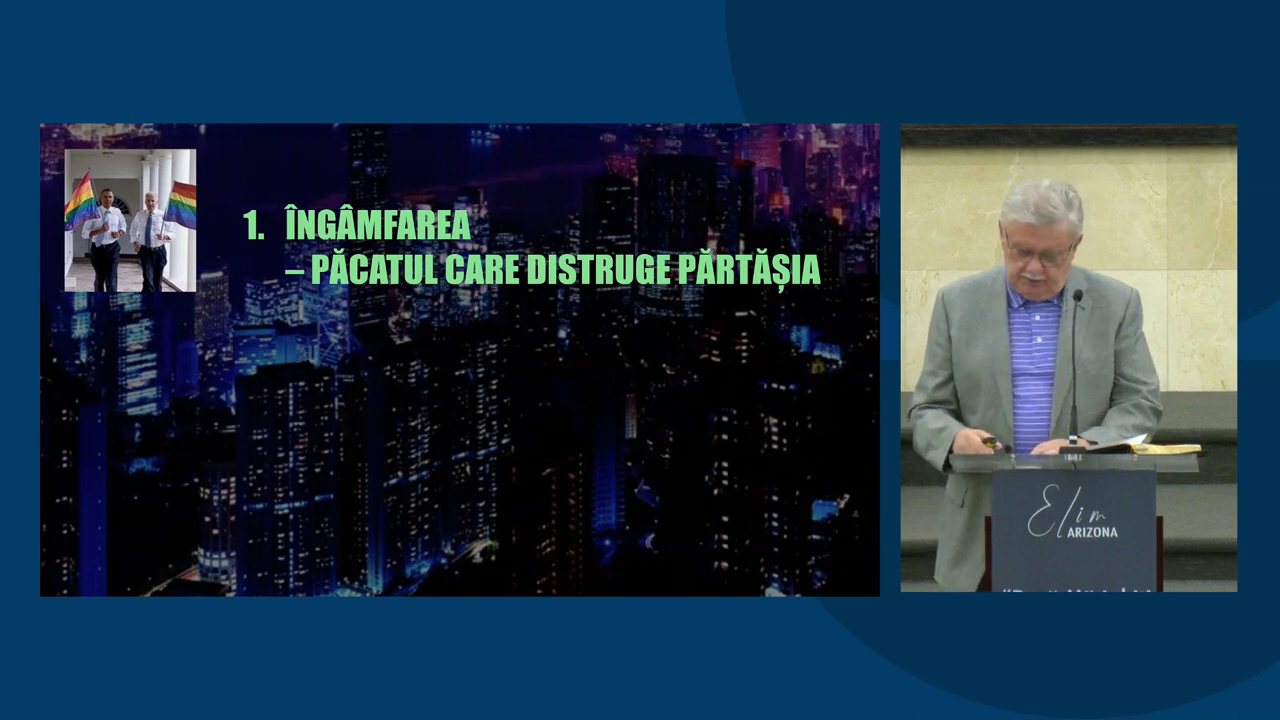 1. ÎNGÂMFAREA
– PĂCATUL CARE DISTRUGE PĂRTĂȘIA
Elim
ARIZONA